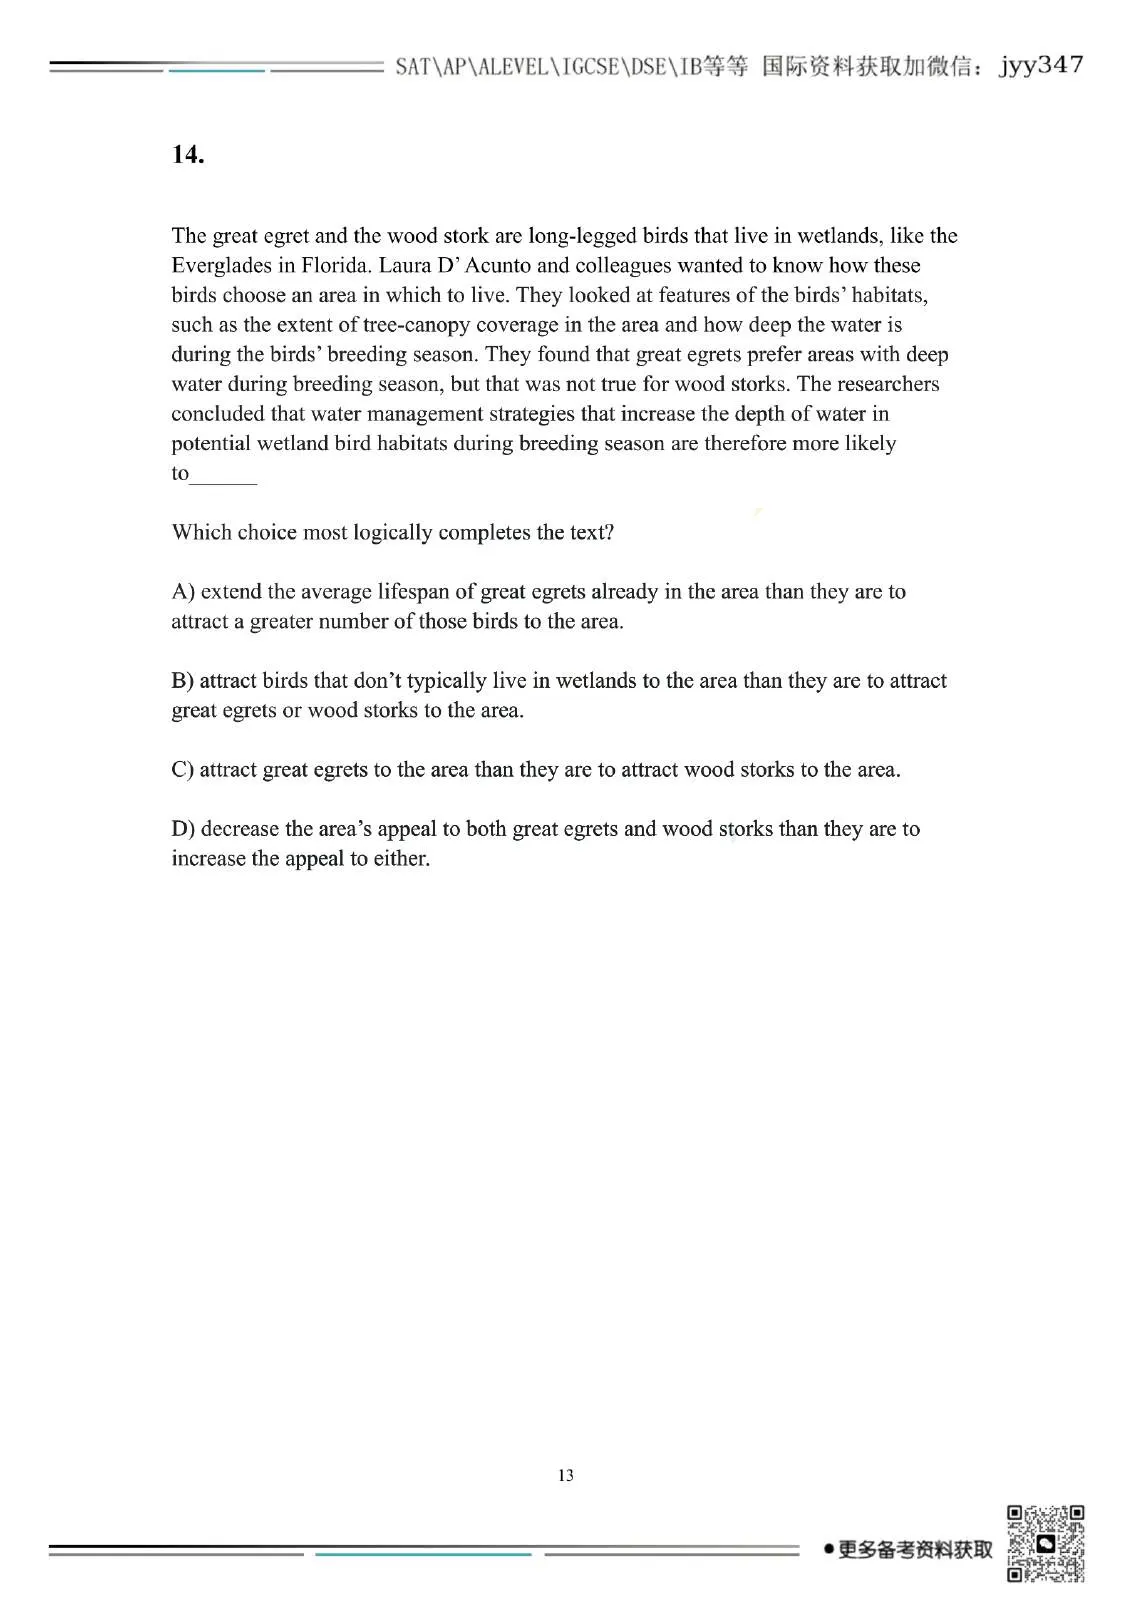 SAT\AP\ALEVEL\IGCSE\DSE\IB等等 国际资料获取加微信: jyy347
14.
The great egret and the wood stork are long-legged birds that live in wetlands, like the
Everglades in Florida. Laura D’ Acunto and colleagues wanted to know how these
birds choose an area in which to live. They looked at features of the birds’ habitats,
such as the extent of tree-canopy coverage in the area and how deep the water is
during the birds’ breeding season. They found that great egrets prefer areas with deep
water during breeding season, but that was not true for wood storks. The researchers
concluded that water management strategies that increase the depth of water in
potential wetland bird habitats during breeding season are therefore more likely
to______
Which choice most logically completes the text?
A) extend the average lifespan of great egrets already in the area than they are to
attract a greater number of those birds to the area.
B) attract birds that don’t typically live in wetlands to the area than they are to attract
great egrets or wood storks to the area.
C) attract great egrets to the area than they are to attract wood storks to the area.
D) decrease the area’s appeal to both great egrets and wood storks than they are to
increase the appeal to either.
13
●更多备考资料获取